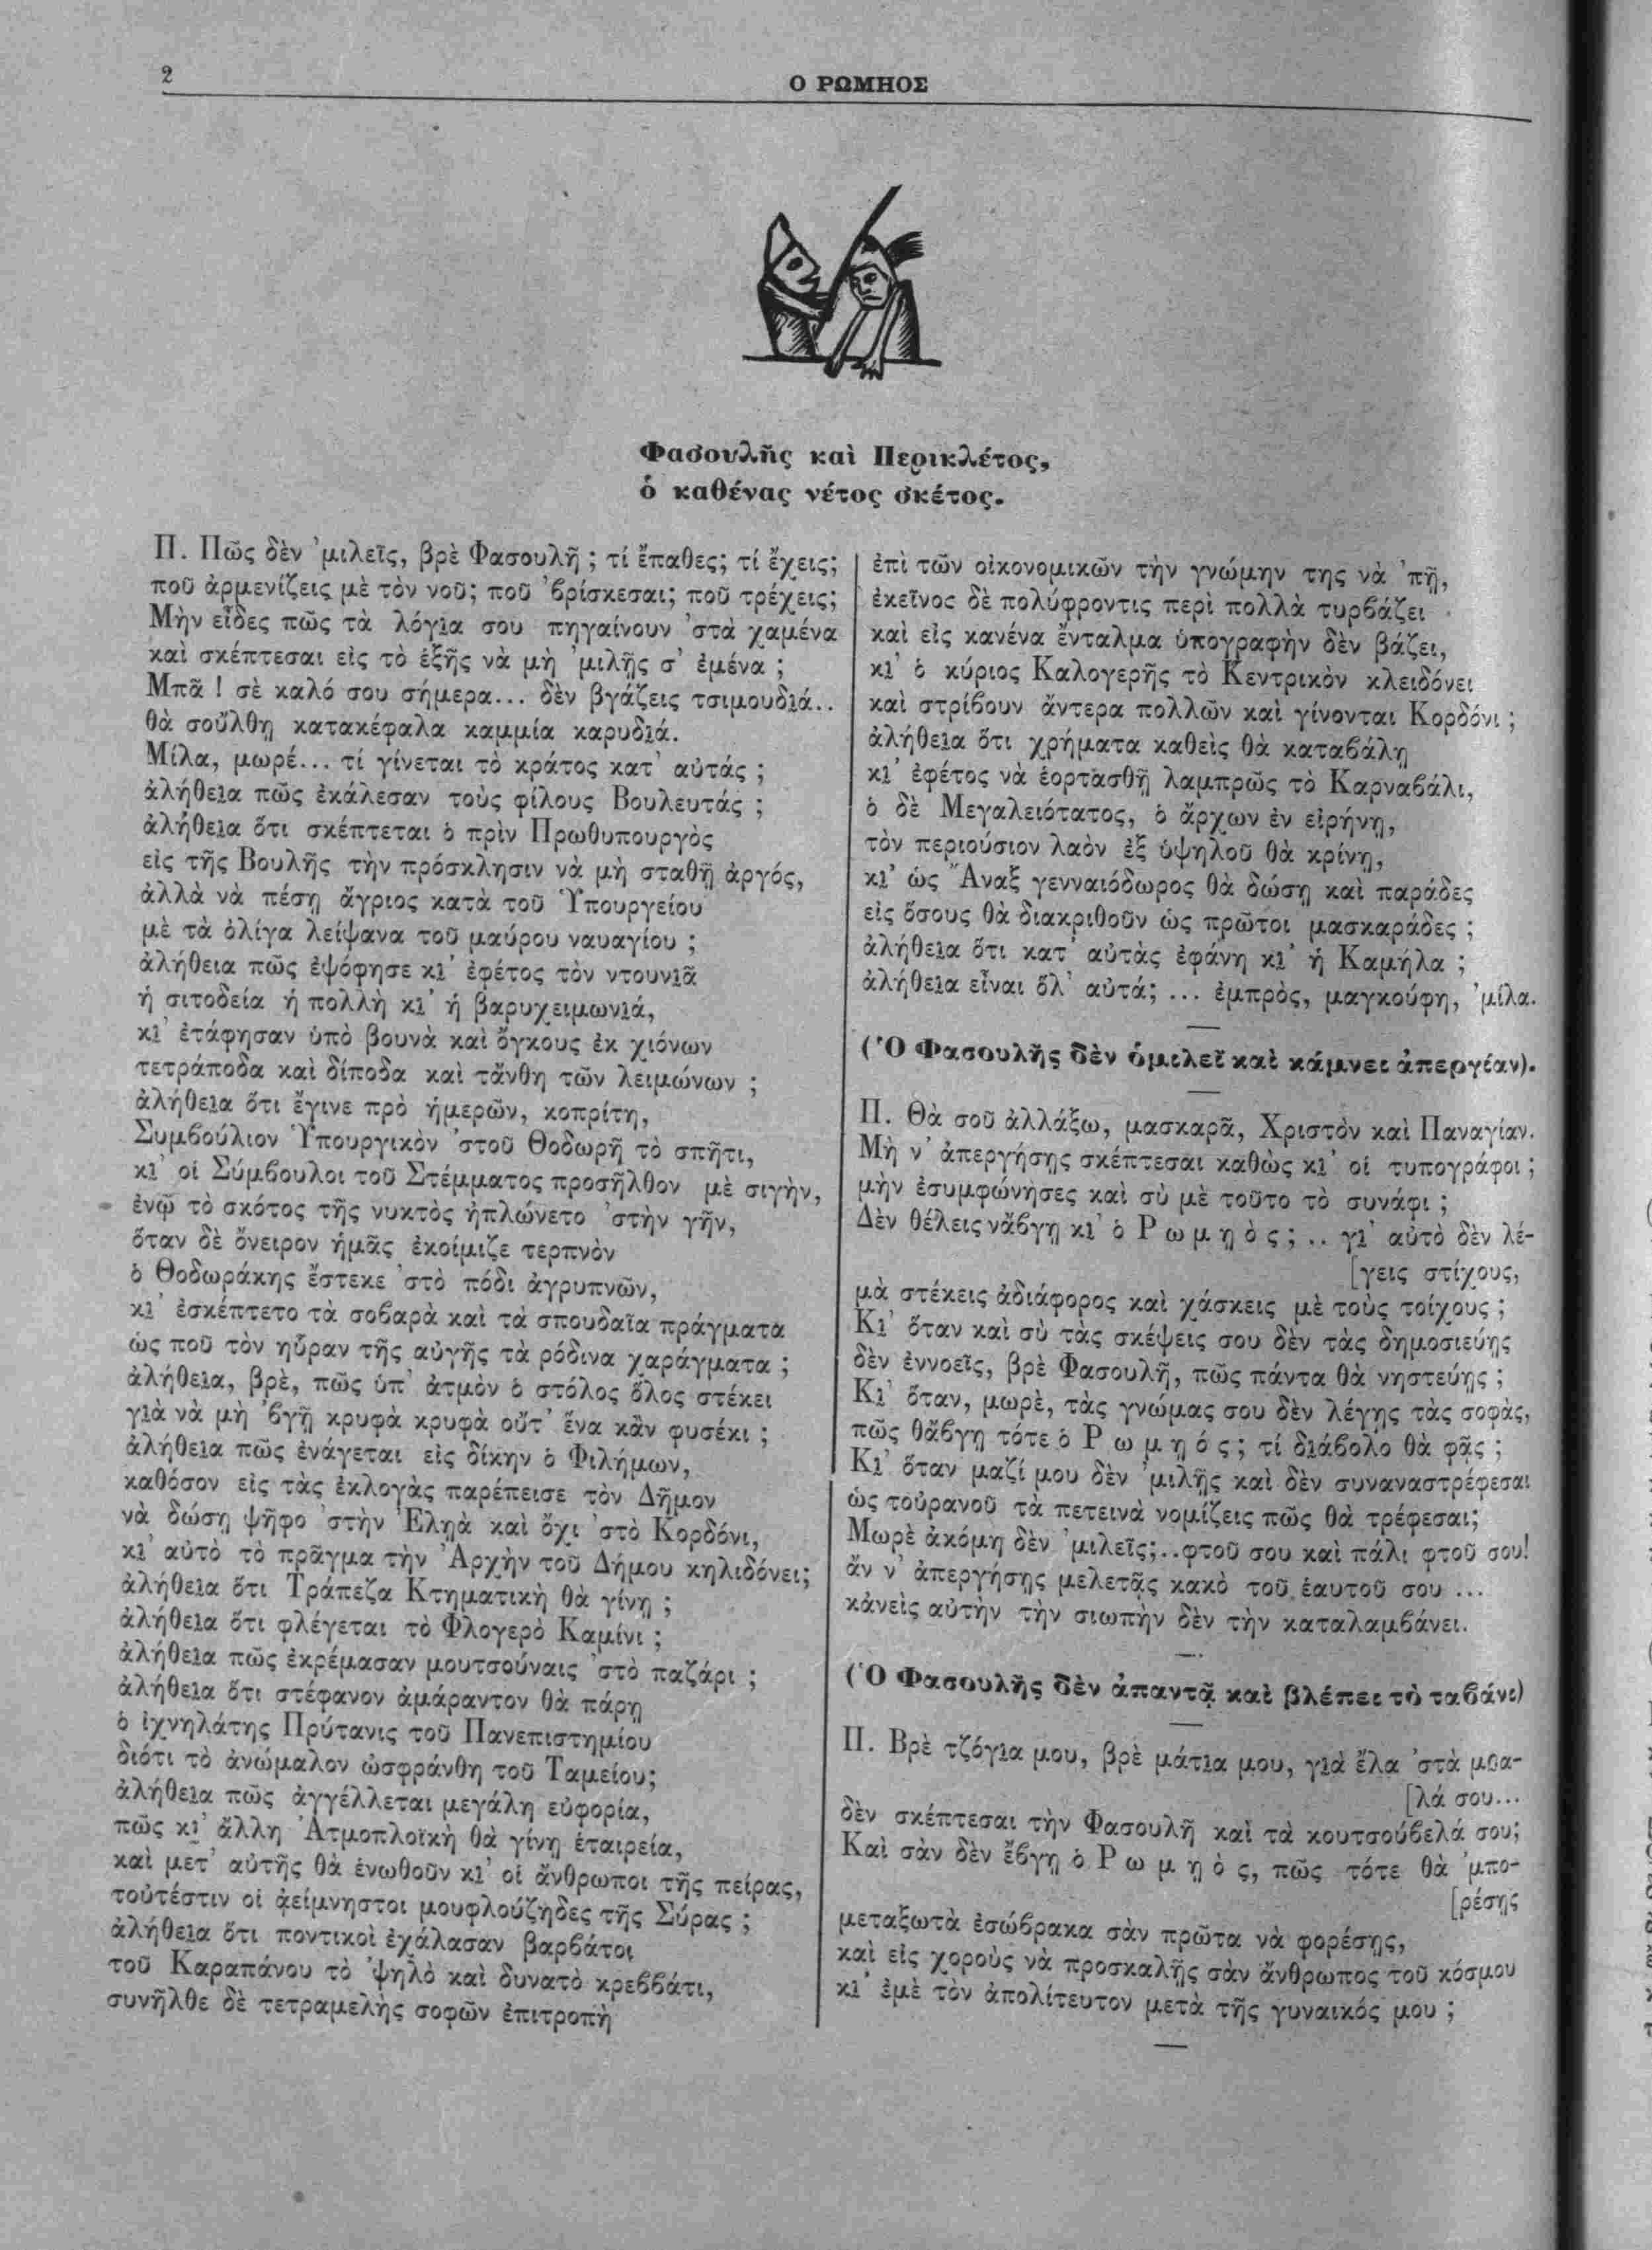 2
Ο ΡΩΜΗΟΣ
Φασουλῆς καὶ Περικλέτος,
ὁ καθένας νέτος σκέτος.
Π. Πῶς δὲν ’μιλεῖς, βρὲ Φασουλῆ ; τί ἔπαθες; τί ἔχεις;
ποῦ ἀρμενίζεις μὲ τὸν νοῦ; ποῦ ’βρίσκεσαι; ποῦ τρέχεις;
Μὴν εἶδες πῶς τὰ λόγια σου πηγαίνουν ’στὰ χαμένα
καὶ σκέπτεσαι εἰς τὸ ἑξῆς νὰ μὴ ’μιλῇς σ’ ἐμένα ;
Μπᾶ ! σὲ καλό σου σήμερα... δὲν βγάζεις τσιμουδιά..
θὰ σοὔλθῃ κατακέφαλα καμμία καρυδιά.
Μίλα, μωρέ... τί γίνεται τὸ κράτος κατ’ αὐτάς ;
ἀλήθεια πῶς ἐκάλεσαν τοὺς φίλους Βουλευτάς ;
ἀλήθεια ὅτι σκέπτεται ὁ πρὶν Πρωθυπουργὸς
εἰς τῆς Βουλῆς τὴν πρόσκλησιν νὰ μὴ σταθῇ ἀργός,
ἀλλὰ νὰ πέσῃ ἄγριος κατὰ τοῦ Ὑπουργείου
μὲ τὰ ὀλίγα λείψανα τοῦ μαύρου ναυαγίου ;
ἀλήθεια πῶς ἐψόφησε κι’ ἐφέτος τὸν ντουνιᾶ
ἡ σιτοδεία ἡ πολλὴ κι’ ἡ βαρυχειμωνιά,
κι’ ἐτάφησαν ὑπὸ βουνὰ καὶ ὄγκους ἐκ χιόνων
τετράποδα καὶ δίποδα καὶ τἄνθη τῶν λειμώνων ;
ἀλήθεια ὅτι ἔγινε πρὸ ἡμερῶν, κοπρίτη,
Συμβούλιον Ὑπουργικὸν ’στοῦ Θοδωρῆ τὸ σπῆτι,
κι’ οἱ Σύμβουλοι τοῦ Στέμματος προσῆλθον μὲ σιγὴν,
ἐνῷ τὸ σκότος τῆς νυκτὸς ἡπλώνετο ’στὴν γῆν,
ὅταν δὲ ὄνειρον ἡμᾶς ἐκοίμιζε τερπνὸν
ὁ Θοδωράκης ἔστεκε ’στὸ πόδι ἀγρυπνῶν,
κι’ ἐσκέπτετο τὰ σοβαρὰ καὶ τὰ σπουδαῖα πράγματα
ὡς ποῦ τὸν ηὗραν τῆς αὐγῆς τὰ ρόδινα χαράγματα ;
ἀλήθεια, βρὲ, πῶς ὑπ’ ἀτμὸν ὁ στόλος ὅλος στέκει
γιὰ νὰ μὴ ’βγῇ κρυφὰ κρυφὰ οὔτ’ ἕνα κἂν φυσέκι ;
ἀλήθεια πῶς ἐνάγεται εἰς δίκην ὁ Φιλήμων,
καθόσον εἰς τὰς ἐκλογὰς παρέπεισε τὸν Δῆμον
νὰ δώσῃ ψῆφο ’στὴν Ἐληὰ καὶ ὄχι ’στὸ Κορδόνι,
κι’ αὐτὸ τὸ πρᾶγμα τὴν Ἀρχὴν τοῦ Δήμου κηλιδόνει;
ἀλήθεια ὅτι Τράπεζα Κτηματικὴ θὰ γίνῃ ;
ἀλήθεια ὅτι φλέγεται τὸ Φλογερὸ Καμίνι ;
ἀλήθεια πῶς ἐκρέμασαν μουτσούναις ’στὸ παζάρι ;
ἀλήθεια ὅτι στέφανον ἀμάραντον θὰ πάρῃ
ὁ ἰχνηλάτης Πρύτανις τοῦ Πανεπιστημίου
διότι τὸ ἀνώμαλον ὠσφράνθη τοῦ Ταμείου;
ἀλήθεια πῶς ἀγγέλλεται μεγάλη εὐφορία,
πῶς κι’ ἄλλη Ἀτμοπλοϊκὴ θὰ γίνῃ ἑταιρεία,
καὶ μετ’ αὐτῆς θὰ ἑνωθοῦν κι’ οἱ ἄνθρωποι τῆς πείρας,
τοὐτέστιν οἱ ἀείμνηστοι μουφλούζηδες τῆς Σύρας ;
ἀλήθεια ὅτι ποντικοὶ ἐχάλασαν βαρβάτοι
τοῦ Καραπάνου τὸ ’ψηλὸ καὶ δυνατὸ κρεββάτι,
συνῆλθε δὲ τετραμελὴς σοφῶν ἐπιτροπὴ
ἐπὶ τῶν οἰκονομικῶν τὴν γνώμην της νὰ ’πῇ,
ἐκεῖνος δὲ πολύφροντις περὶ πολλὰ τυρβάζει
καὶ εἰς κανένα ἔνταλμα ὑπογραφὴν δὲν βάζει,
κι’ ὁ κύριος Καλογερῆς τὸ Κεντρικὸν κλειδόνει
καὶ στρίβουν ἄντερα πολλῶν καὶ γίνονται Κορδόνι ;
ἀλήθεια ὅτι χρήματα καθεὶς θὰ καταβάλῃ
κι’ ἐφέτος νὰ ἑορτασθῇ λαμπρῶς τὸ Καρναβάλι,
ὁ δὲ Μεγαλειότατος, ὁ ἄρχων ἐν εἰρήνῃ,
τὸν περιούσιον λαὸν ἐξ ὑψηλοῦ θὰ κρίνῃ,
κι’ ὡς Ἄναξ γενναιόδωρος θὰ δώσῃ καὶ παράδες
εἰς ὅσους θὰ διακριθοῦν ὡς πρῶτοι μασκαράδες ;
ἀλήθεια ὅτι κατ’ αὐτὰς ἐφάνη κι’ ἡ Καμήλα ;
ἀλήθεια εἶναι ὅλ’ αὐτά; ... ἐμπρὸς, μαγκούφη, ’μίλα.
(Ὁ Φασουλῆς δὲν ὁμιλεῖ καὶ κάμνει ἀπεργίαν).
Π. Θὰ σοῦ ἀλλάξω, μασκαρᾶ, Χριστὸν καὶ Παναγίαν.
Μὴ ν’ ἀπεργήσῃς σκέπτεσαι καθὼς κι’ οἱ τυπογράφοι ;
μὴν ἐσυμφώνησες καὶ σὺ μὲ τοῦτο τὸ συνάφι ;
Δὲν θέλεις νἄβγῃ κι’ ὁ Ρωμηὸς; .. γι’ αὐτὸ δὲν λέ-
[γεις στίχους,
μὰ στέκεις ἀδιάφορος καὶ χάσκεις μὲ τοὺς τοίχους ;
Κι’ ὅταν καὶ σὺ τὰς σκέψεις σου δὲν τὰς δημοσιεύῃς
δὲν ἐννοεῖς, βρὲ Φασουλῆ, πῶς πάντα θὰ νηστεύῃς ;
Κι’ ὅταν, μωρὲ, τὰς γνώμας σου δὲν λέγῃς τὰς σοφὰς,
πῶς θἄβγῃ τότε ὁ Ρωμηός; τί διάβολο θὰ φᾷς ;
Κι’ ὅταν μαζί μου δὲν ’μιλῇς καὶ δὲν συναναστρέφεσαι
ὡς τοὐρανοῦ τὰ πετεινὰ νομίζεις πῶς θὰ τρέφεσαι;
Μωρὲ ἀκόμη δὲν ’μιλεῖς;..φτοῦ σου καὶ πάλι φτοῦ σου!
ἄν ν’ ἀπεργήσῃς μελετᾷς κακὸ τοῦ ἑαυτοῦ σου ...
κἀνεὶς αὐτὴν τὴν σιωπὴν δὲν τὴν καταλαμβάνει.
(Ὁ Φασουλῆς δὲν ἀπαντᾷ καὶ βλέπει τὸ ταβάνι)
Π. Βρὲ τζόγια μου, βρὲ μάτια μου, γιὰ ἔλα ’στὰ μυα-
[λά σου...
δὲν σκέπτεσαι τὴν Φασουλῆ καὶ τὰ κουτσούβελά σου;
Καὶ σὰν δὲν ἔβγῃ ὁ Ρωμηὸς, πῶς τότε θὰ ’μπο-
[ρέσῃς
μεταξωτὰ ἐσώβρακα σὰν πρῶτα νὰ φορέσῃς,
καὶ εἰς χοροὺς νὰ προσκαλῇς σὰν ἄνθρωπος τοῦ κόσμου
κι’ ἐμὲ τὸν ἀπολίτευτον μετὰ τῆς γυναικός μου ;